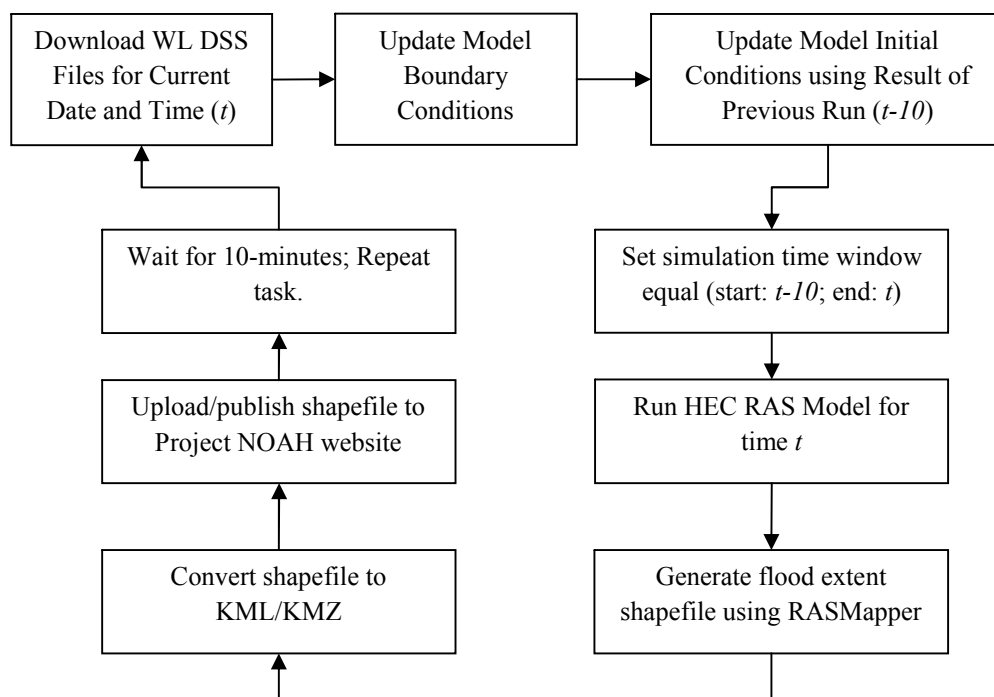 Download WL DSS
Files for Current
Date and Time (t)
Update Model
Boundary
Conditions
Update Model Initial
Conditions using Result of
Previous Run (t-10)
Set simulation time window
equal (start: t-10; end: t)
Run HEC RAS Model for
time t
Generate flood extent
shapefile using RASMapper
Convert shapefile to
KML/KMZ
Upload/publish shapefile to
Project NOAH website
Wait for 10-minutes; Repeat
task.